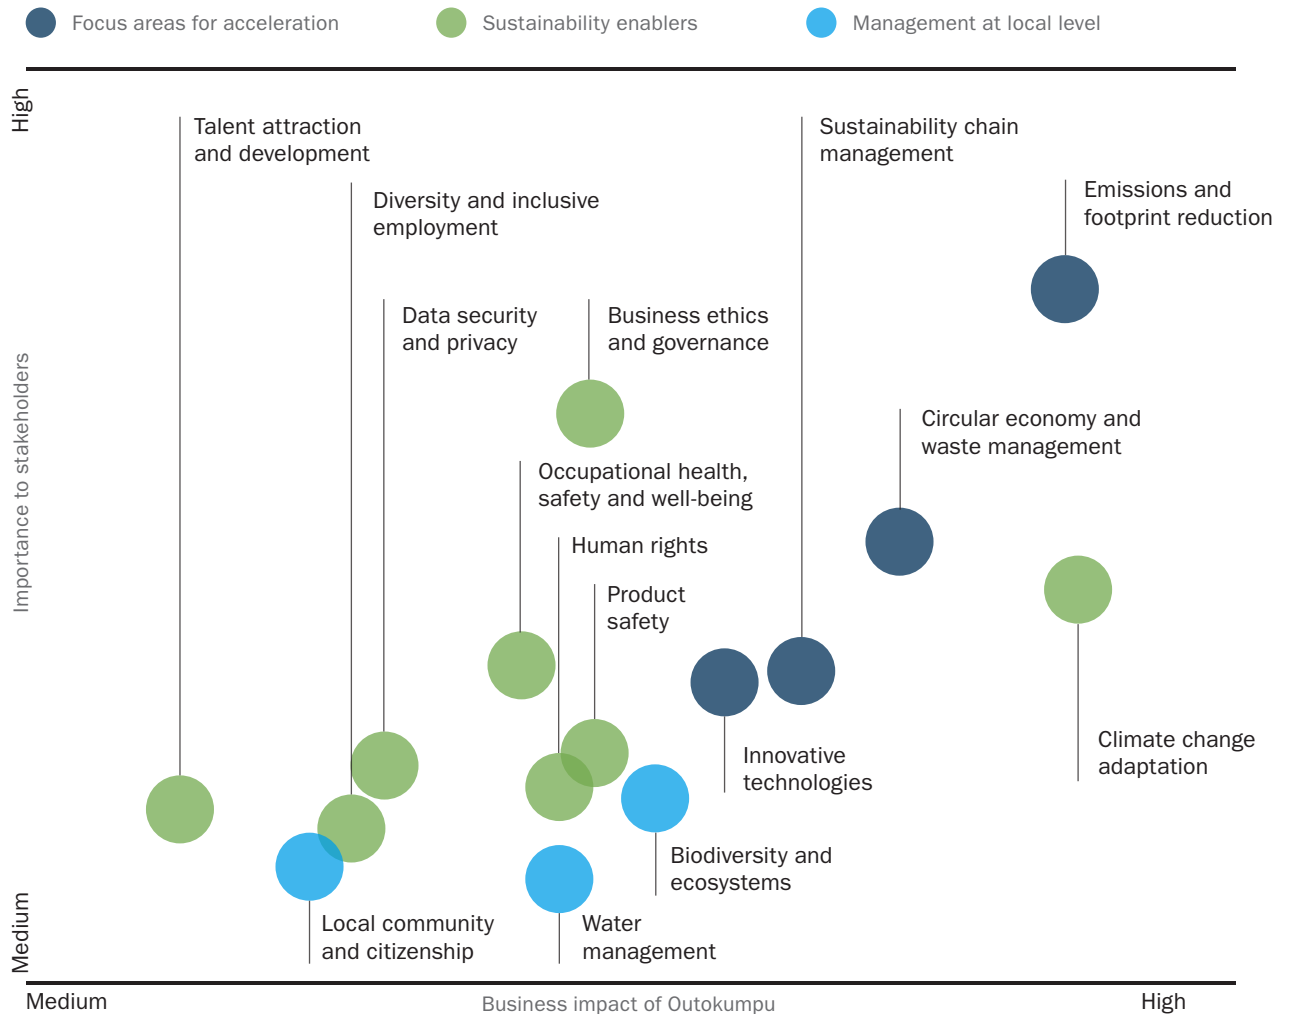 Focus areas for acceleration
Sustainability enablers
Management at local level
High
Importance to stakeholders
Medium
Talent attraction
and development
Diversity and inclusive
employment
Data security
and privacy
Business ethics
and governance
Sustainability chain
management
Emissions and
footprint reduction
Circular economy and
waste management
Occupational health,
safety and well-being
Human rights
Product
safety
Innovative
technologies
Climate change
adaptation
Biodiversity and
ecosystems
Local community
and citizenship
Water
management
Medium
Business impact of Outokumpu
High